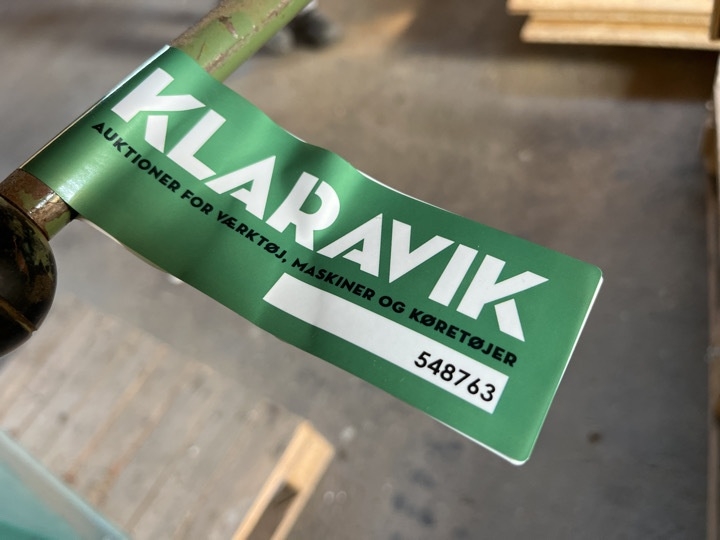 KLARAVIK
AUKTIONER FOR VÆRKTØJ, MASKINER OG KØRETØJER
548763